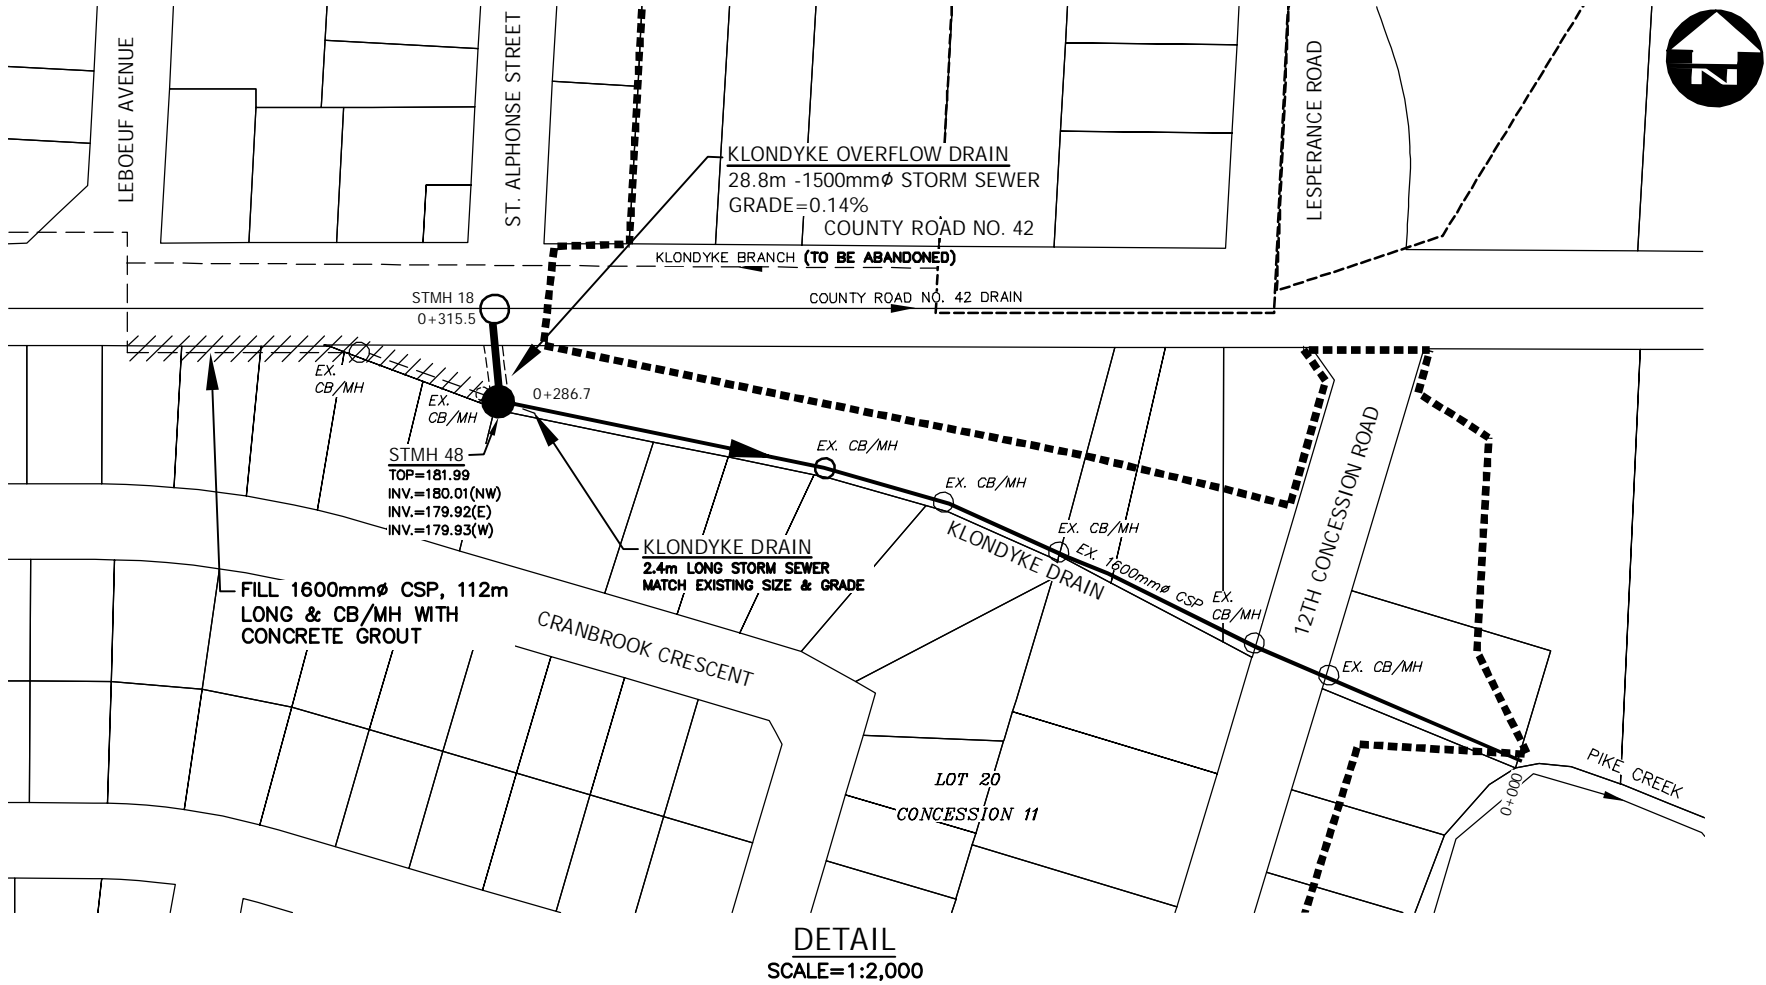 LEBOEUF AVENUE
ST. ALPHONSE STREET
LESPERANCE ROAD
N
KLONDYKE OVERFLOW DRAIN
28.8m -1500mmø STORM SEWER
GRADE=0.14%
COUNTY ROAD NO. 42
KLONDYKE BRANCH (TO BE ABANDONED)
STMH 18
0+315.5
COUNTY ROAD NO. 42 DRAIN
EX.
CB/MH
EX.
CB/MH
0+286.7
STMH 48
TOP=181.99
INV.=180.01(NW)
INV.=179.92(E)
INV.=179.93(W)
EX. CB/MH
EX. CB/MH
EX. CB/MH
KLONDYKE DRAIN
EX. 1600mmø CSP
EX.
CB/MH
12TH CONCESSION ROAD
EX. CB/MH
KLONDYKE DRAIN
2.4m LONG STORM SEWER
MATCH EXISTING SIZE & GRADE
FILL 1600mmø CSP, 112m
LONG & CB/MH WITH
CONCRETE GROUT
CRANBROOK CRESCENT
LOT 20
CONCESSION 11
PIKE CREEK
0+000
DETAIL
SCALE=1:2,000